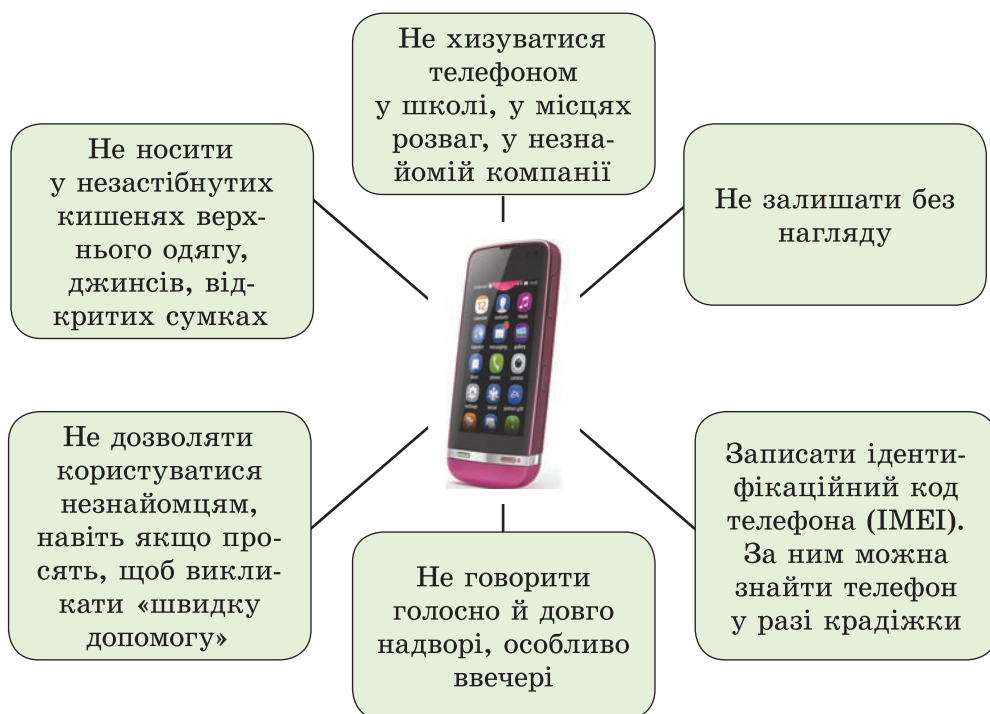 Не хизуватися
телефоном
у школі, у місцях
розваг, у незна-
йомій компанії
Не носити
у незастібнутих
кишенях верх-
нього одягу,
джинсів, від-
критих сумках
Не залишати без
нагляду
Не дозволяти
користуватися
незнайомцям,
навіть якщо про-
сять, щоб викли-
кати «швидку
допомогу»
Не говорити
голосно й довго
надворі, особливо
ввечері
Записати іденти-
фікаційний код
телефона (IMEI).
За ним можна
знайти телефон
у разі крадіжки